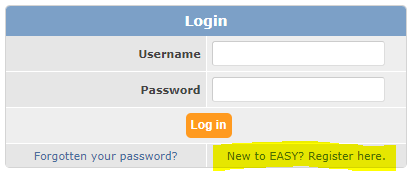 Login
Username
Password
Log in
Forgotten your password? New to EASY? Register here.